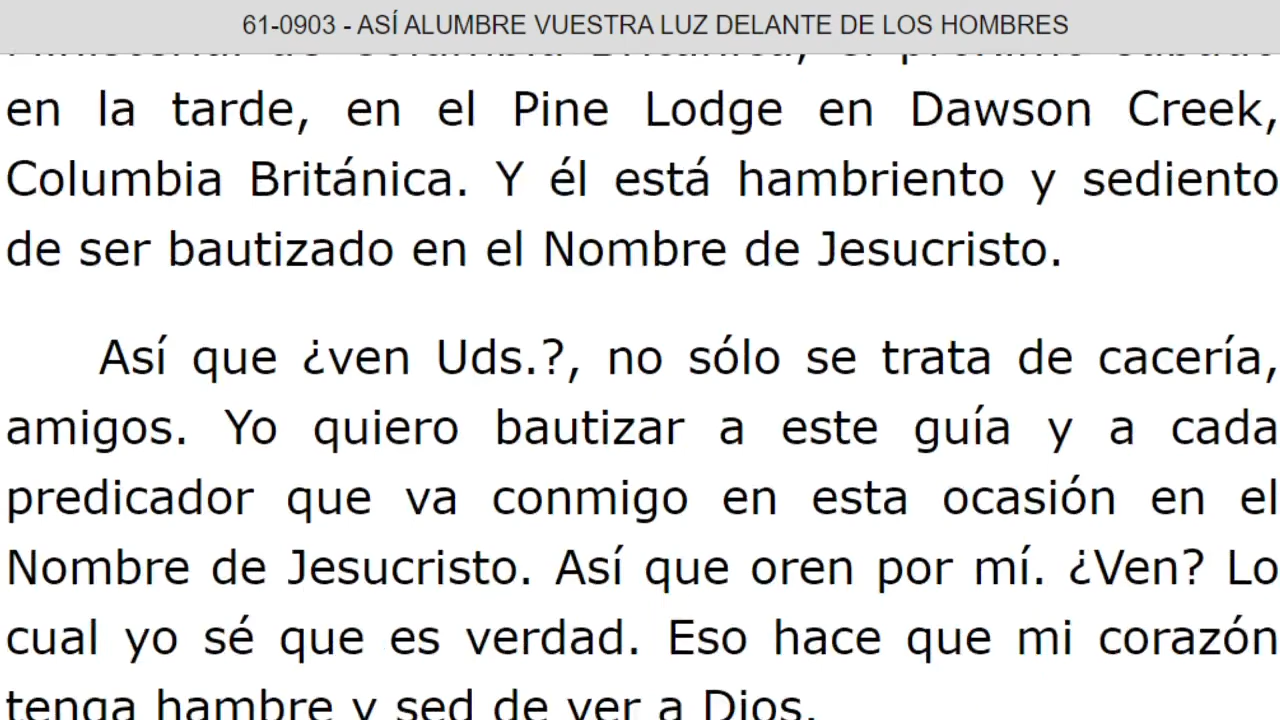 61-0903 - ASÍ ALUMBRE VUESTRA LUZ DELANTE DE LOS HOMBRES
en la tarde, en el Pine Lodge en Dawson Creek,
Columbia Británica. Y él está hambriento y sediento
de ser bautizado en el Nombre de Jesucristo.
Así que ¿ven Uds.?, no sólo se trata de cacería,
amigos. Yo quiero bautizar a este guía y a cada
predicador que va conmigo en esta ocasión en el
Nombre de Jesucristo. Así que oren por mí. ¿Ven? Lo
cual yo sé que es verdad. Eso hace que mi corazón
tenga hambre y sed de ver a Dios.